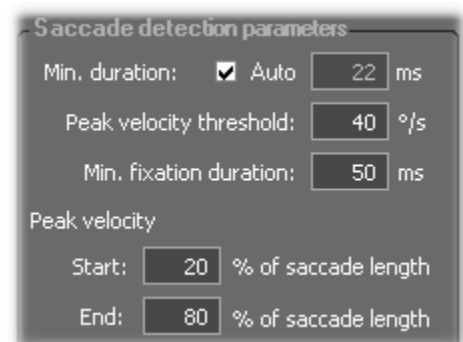 Saccade detection parameters
Min. duration: Auto 22 ms
Peak velocity threshold: 40 °/s
Min. fixation duration: 50 ms
Peak velocity
Start: 20 % of saccade length
End: 80 % of saccade length